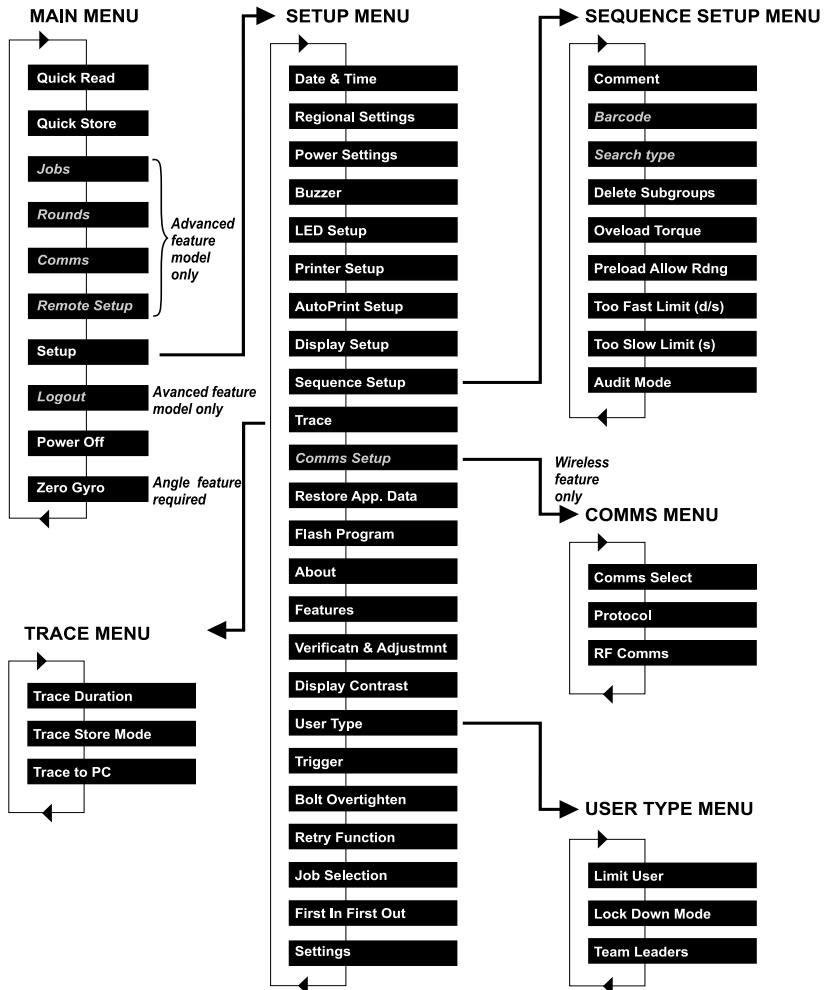 MAIN MENU
Quick Read
Quick Store
Jobs
Rounds
Comms
Remote Setup
Advanced
feature
model
only
Setup
Logout
Avanced feature
model only
Power Off
Zero Gyro
Angle feature
required
TRACE MENU
Trace Duration
Trace Store Mode
Trace to PC
SETUP MENU
Date & Time
Regional Settings
Power Settings
Buzzer
LED Setup
Printer Setup
AutoPrint Setup
Display Setup
Sequence Setup
Trace
Comms Setup
Restore App. Data
Flash Program
About
Features
Verificatn & Adjustmnt
Display Contrast
User Type
Trigger
Bolt Overtighten
Retry Function
Job Selection
First In First Out
Settings
SEQUENCE SETUP MENU
Comment
Barcode
Search type
Delete Subgroups
Oveload Torque
Preload Allow Rdng
Too Fast Limit (d/s)
Too Slow Limit (s)
Audit Mode
Wireless
feature
only
COMMS MENU
Comms Select
Protocol
RF Comms
USER TYPE MENU
Limit User
Lock Down Mode
Team Leaders